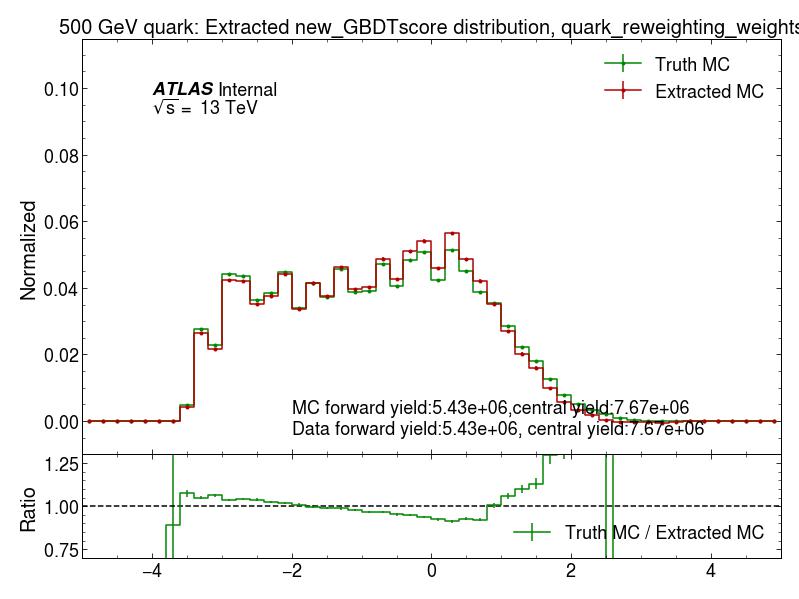 500 GeV quark: Extracted new_GBDTscore distribution, quark_reweighting_weights
Truth MC
Extracted MC
ATLAS Internal
√s = 13 TeV
Normalized
0.10
0.08
0.06
0.04
0.02
0.00
MC forward yield:5.43e+06,central yield:7.67e+06
Data forward yield:5.43e+06, central yield:7.67e+06
Ratio
1.25
1.00
0.75
Truth MC / Extracted MC
−4 −2 0 2 4